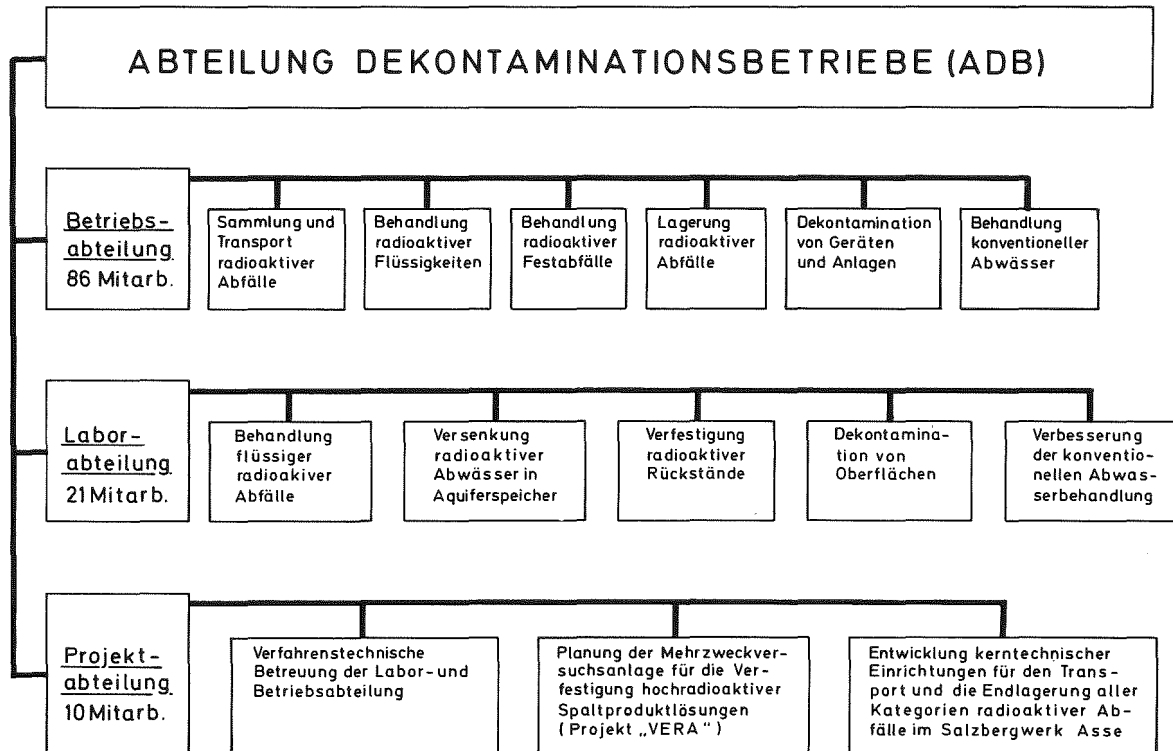 ABTEILUNG DEKONTAMINATIONSBETRIEBE (ADB)
Betriebs-
abteilung
86 Mitarb.
Sammlung und
Transport
radioaktiver
Abfälle
Behandlung
radioaktiver
Flüssigkeiten
Behandlung
radioaktiver
Festabfälle
Lagerung
radioaktiver
Abfälle
Dekontamination
von Geräten
und Anlagen
Behandlung
konventioneller
Abwässer
Labor-
abteilung
21 Mitarb.
Behandlung
flüssiger
radioakiver
Abfälle
Versenkung
radioaktiver
Abwässer in
Aquiferspeicher
Verfestigung
radioaktiver
Rückstände
Dekontamina-
tion von
Oberflächen
Verbesserung
der konventio-
nellen Abwas-
serbehandlung
Projekt-
abteilung
10 Mitarb.
Verfahrenstechnische
Betreuung der Labor- und
Betriebsabteilung
Planung der Mehrzweckver-
suchsanlage für die Ver-
festigung hochradioaktiver
Spaltproduktlösungen
(Projekt „VERA“)
Entwicklung kerntechnischer
Einrichtungen für den Trans-
port und die Endlagerung aller
Kategorien radioaktiver Ab-
fälle im Salzbergwerk Asse